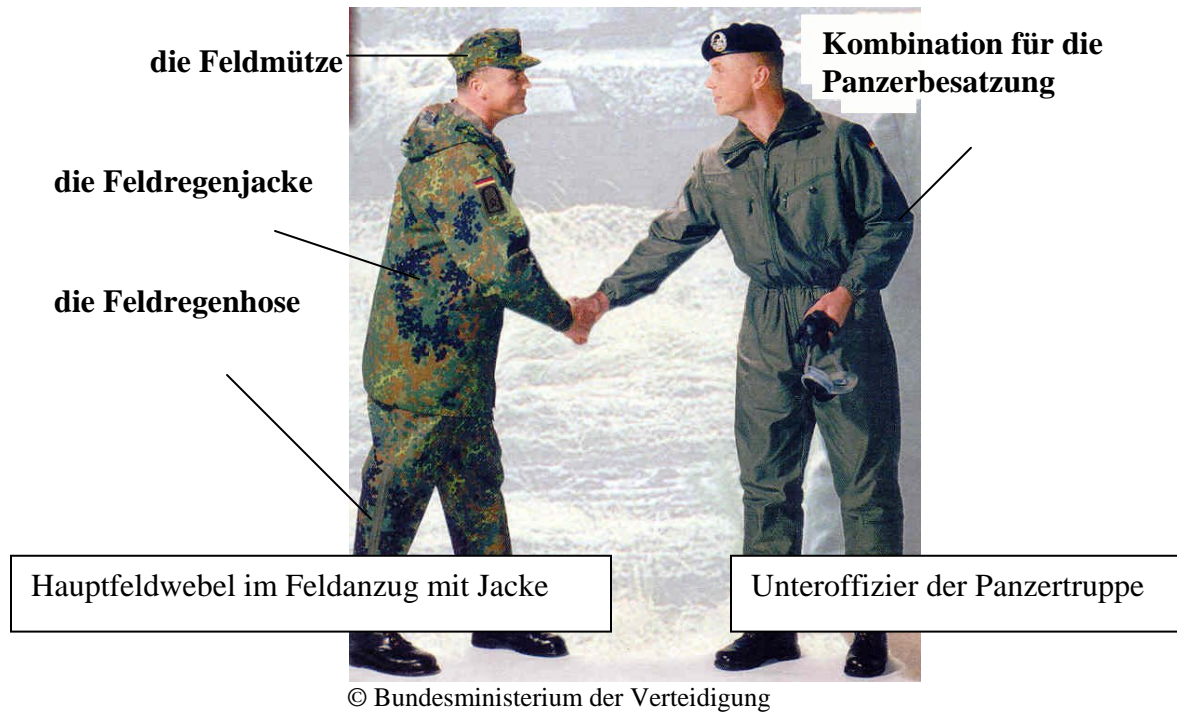 die Feldmütze
Kombination für die
Panzerbesatzung
die Feldregenjacke
die Feldregenhose
Hauptfeldwebel im Feldanzug mit Jacke
Unteroffizier der Panzertruppe
© Bundesministerium der Verteidigung